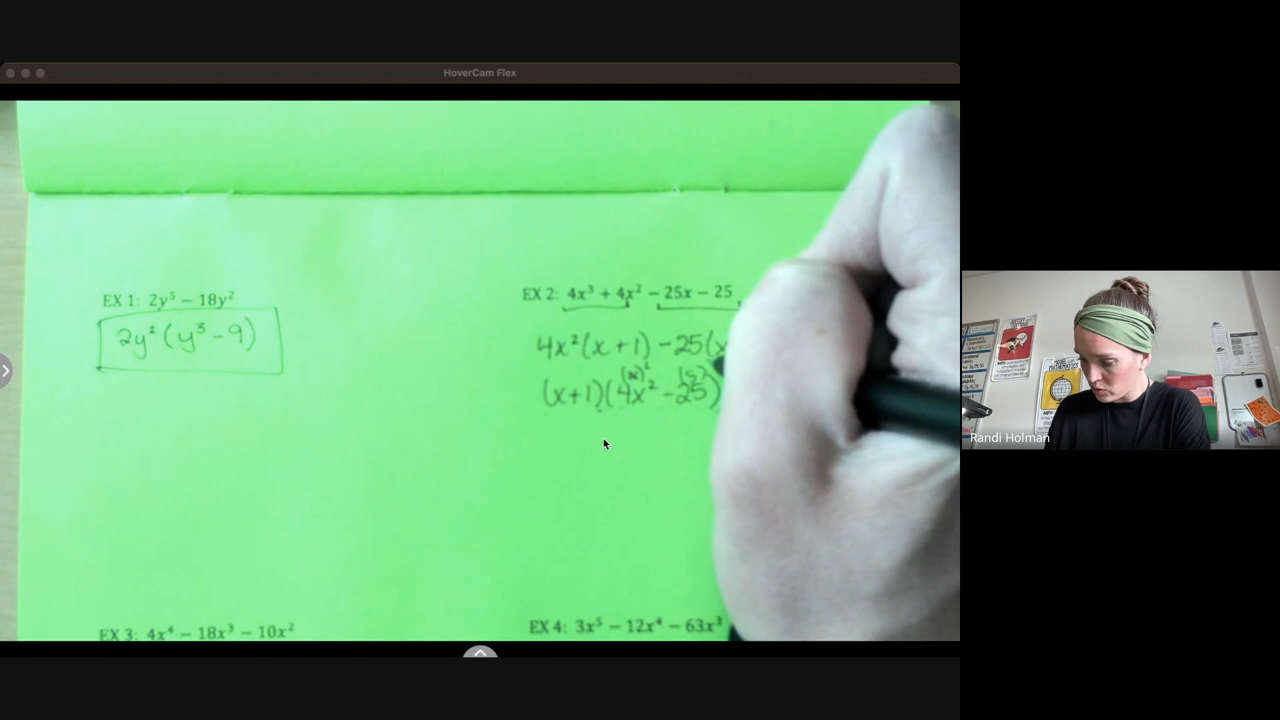 HoverCam Flex
EX 1: 2y⁵ − 18y²
2y²(y³ − 9)
EX 2: 4x³ + 4x² − 25x − 25
4x²(x + 1) − 25(x
(x+1)(4x² − 25)
EX 3: 4x⁴ − 18x³ − 10x²
EX 4: 3x⁵ − 12x⁴ − 63x³
Randi Holman